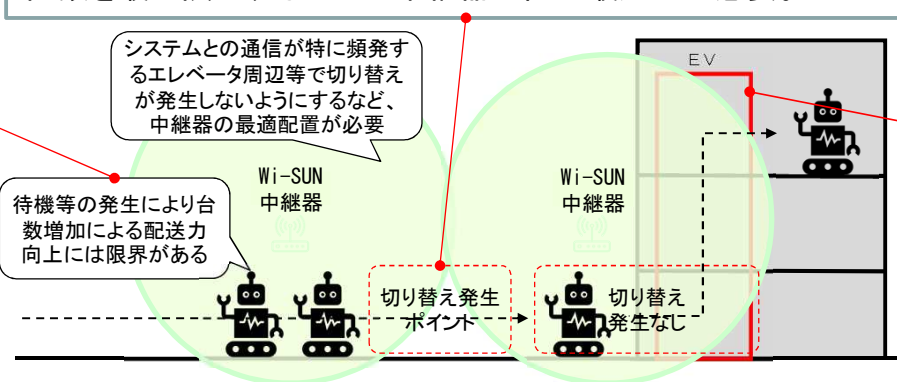 システムとの通信が特に頻発す
るエレベータ周辺等で切り替え
が発生しないようにするなど、
中継器の最適配置が必要
EV
Wi-SUN
中継器
Wi-SUN
中継器
待機等の発生により台
数増加による配送力
向上には限界がある
切り替え発生
ポイント
切り替え
発生なし